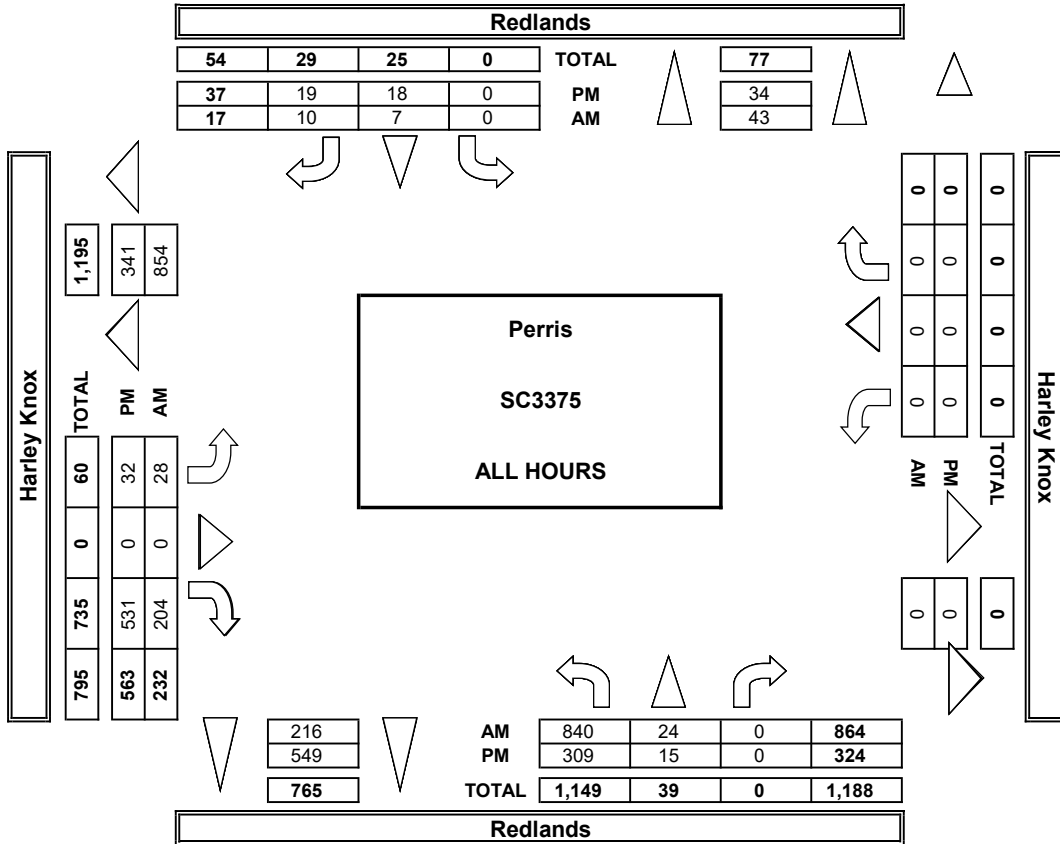 Redlands
54 29 25 0 TOTAL 77
37 19 18 0 PM 34
17 10 7 0 AM 43
Harley Knox
1,195
341
854
TOTAL
PM
AM
60 0 735 795
32 0 531 563
28 0 204 232
Perris
SC3375
ALL HOURS
0 0 0 0 AM
0 0 0 0 PM
0 0 0 0 TOTAL
0
0
0
Harley Knox
216 AM 840 24 0 864
549 PM 309 15 0 324
765 TOTAL 1,149 39 0 1,188
Redlands